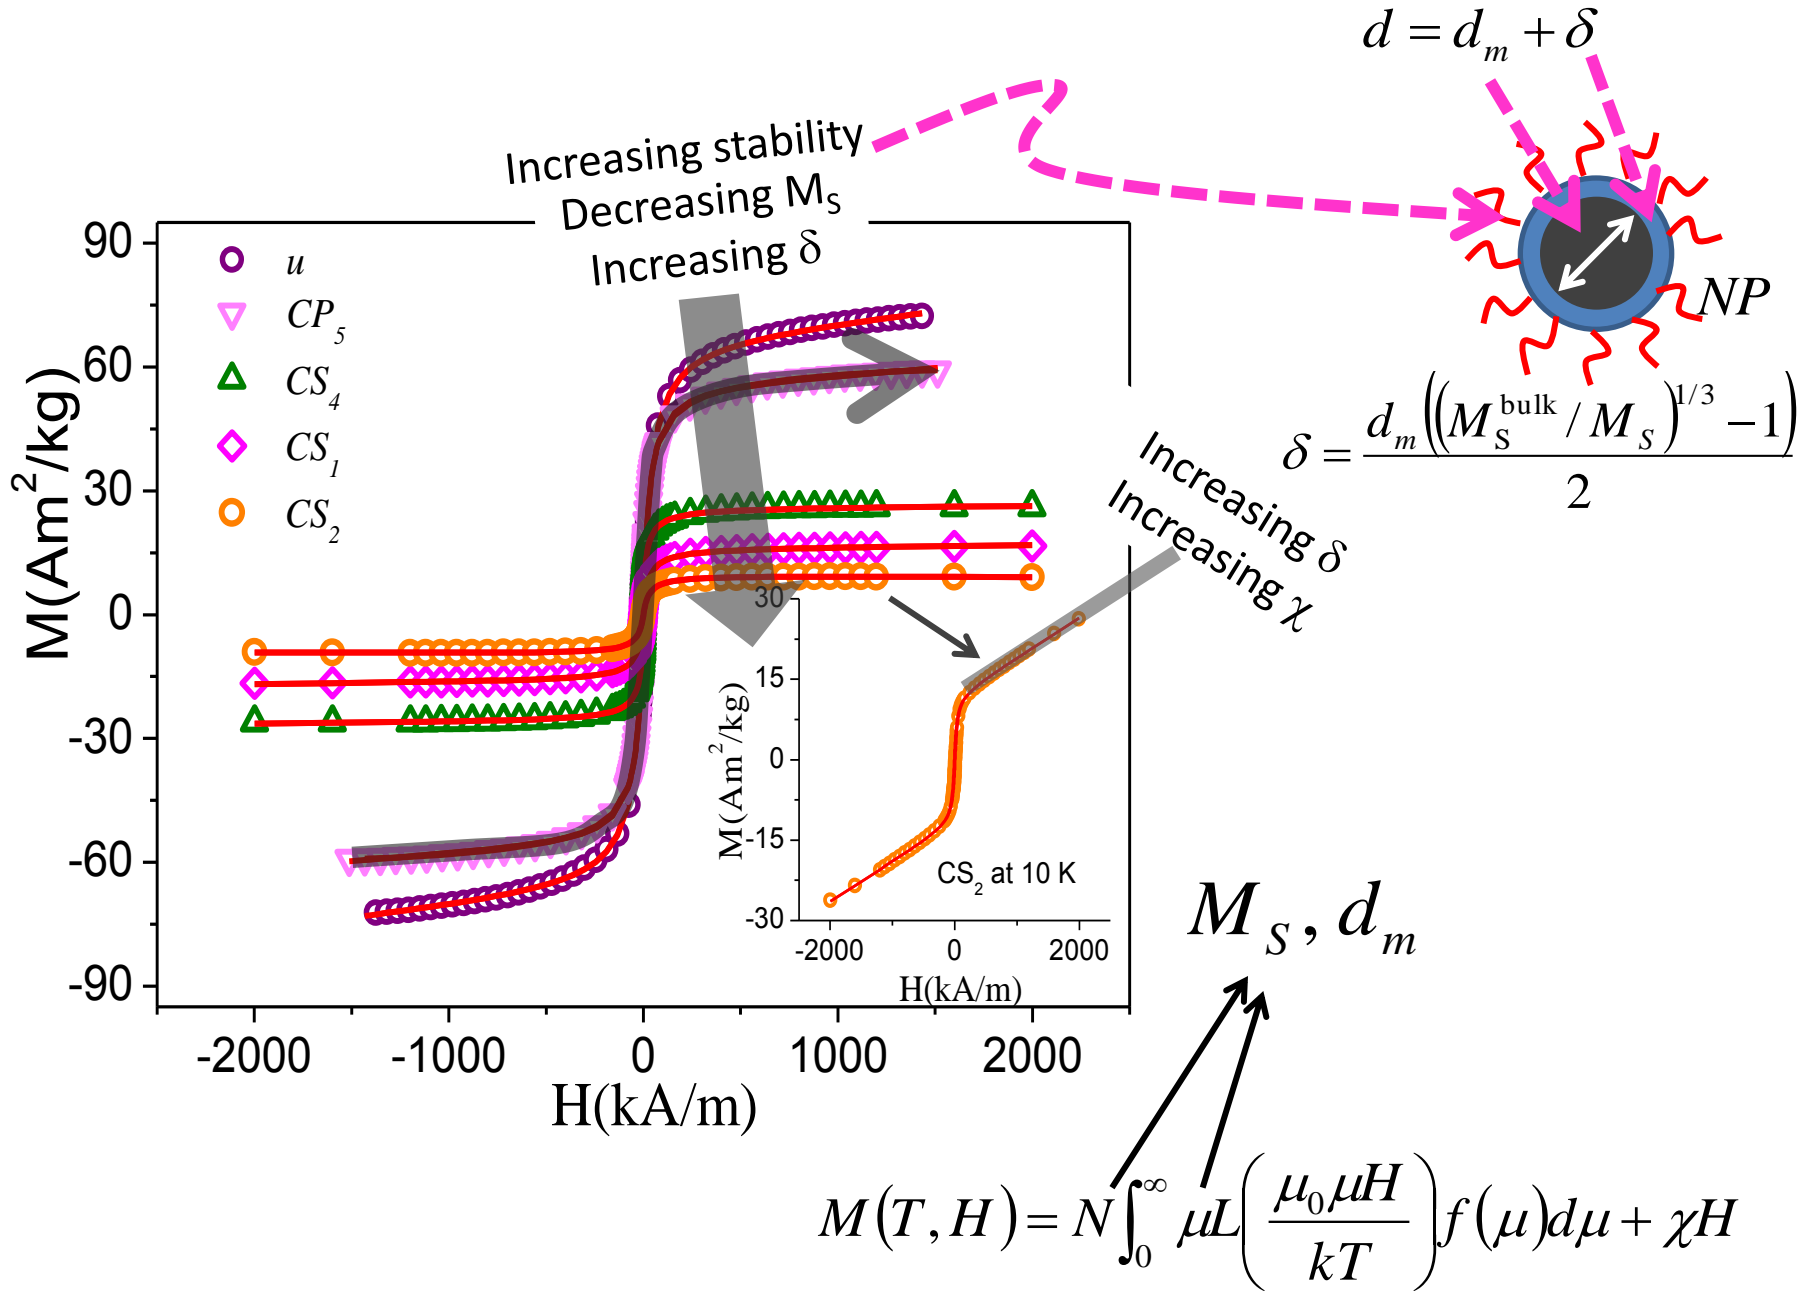 d = d_m + δ
Increasing stability
Decreasing M_S
Increasing δ
NP
δ = d_m((M_S^bulk / M_S)^1/3 − 1) / 2
Increasing δ
Increasing χ
M(Am²/kg)
90
60
30
0
-30
-60
-90
u
CP_5
CS_4
CS_1
CS_2
-2000
-1000
0
1000
2000
H(kA/m)
M(Am²/kg)
30
15
0
-15
-30
CS_2 at 10 K
-2000
0
2000
H(kA/m)
M_S, d_m
M(T, H) = N∫_0^∞ μL(μ_0μH / kT) f(μ)dμ + χH